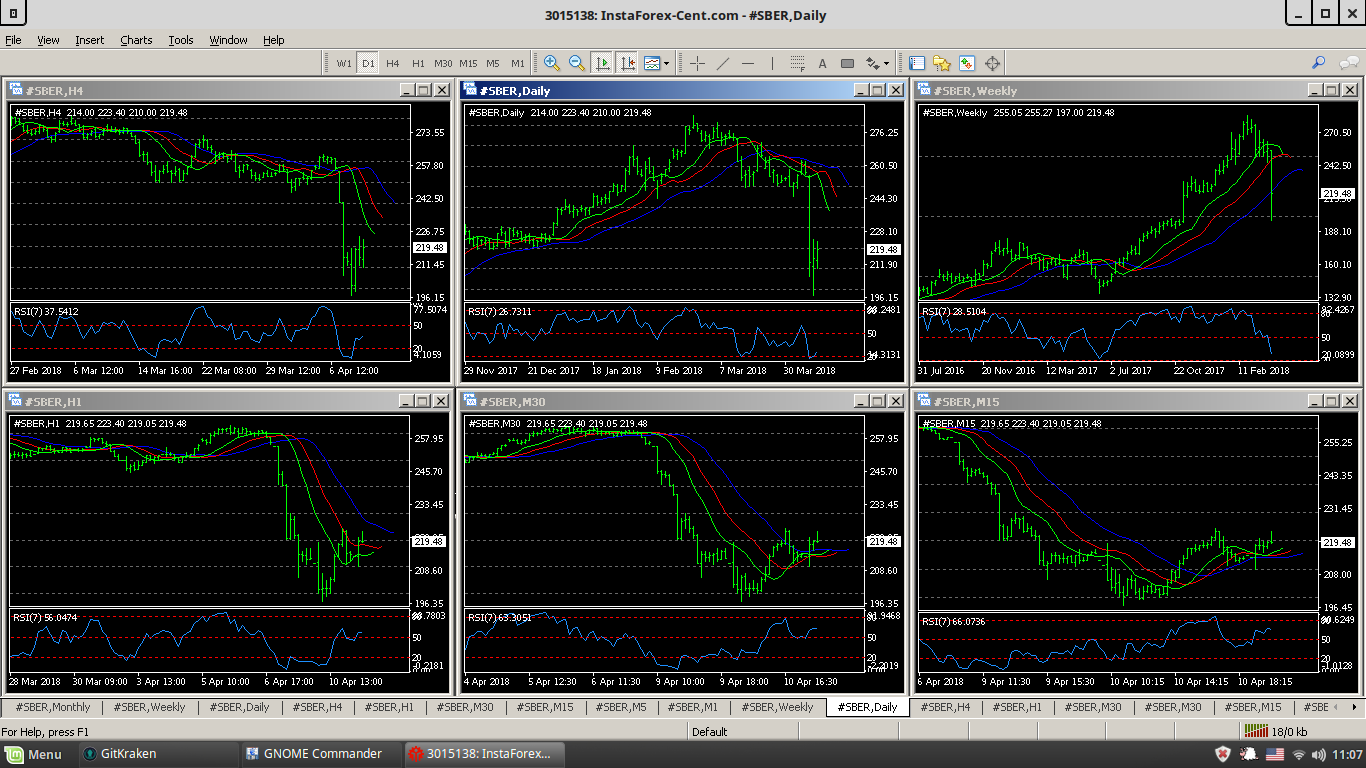 3015138: InstaForex-Cent.com - #SBER,Daily
File View Insert Charts Tools Window Help
W1 D1 H4 H1 M30 M15 M5 M1
#SBER,H4
#SBER,H4 214.00 223.40 210.00 219.48
273.55
257.80
242.50
226.75
219.48
211.45
196.15
RSI(7) 37.5412
77.5074
50
20
4.1059
27 Feb 2018 6 Mar 12:00 14 Mar 16:00 22 Mar 08:00 29 Mar 12:00 6 Apr 12:00
#SBER,Daily
#SBER,Daily 214.00 223.40 210.00 219.48
276.25
260.50
244.30
228.10
219.48
211.90
196.15
RSI(7) 26.7311
50
29 Nov 2017 21 Dec 2017 18 Jan 2018 9 Feb 2018 7 Mar 2018 30 Mar 2018
#SBER,Weekly
#SBER,Weekly 255.05 255.27 197.00 219.48
270.50
242.50
219.48
188.10
160.10
132.90
RSI(7) 28.5104
50
31 Jul 2016 20 Nov 2016 12 Mar 2017 2 Jul 2017 22 Oct 2017 11 Feb 2018
#SBER,H1
#SBER,H1 219.65 223.40 219.05 219.48
257.95
245.70
233.45
219.48
208.60
196.35
RSI(7) 56.0474
50
28 Mar 2018 30 Mar 09:00 3 Apr 13:00 5 Apr 10:00 6 Apr 17:00 10 Apr 13:00
#SBER,M30
#SBER,M30 219.65 223.40 219.05 219.48
257.95
245.70
233.45
219.48
208.60
196.35
RSI(7) 63.3051
50
4 Apr 2018 5 Apr 12:30 6 Apr 11:30 9 Apr 10:00 9 Apr 18:00 10 Apr 16:30
#SBER,M15
#SBER,M15 219.65 223.40 219.05 219.48
255.25
243.35
231.45
219.48
208.00
196.45
RSI(7) 66.0736
50
20
6 Apr 2018 9 Apr 11:30 9 Apr 15:30 10 Apr 10:15 10 Apr 14:15 10 Apr 18:15
#SBER,Monthly #SBER,Weekly #SBER,Daily #SBER,H4 #SBER,H1 #SBER,M30 #SBER,M15 #SBER,M5 #SBER,M1 #SBER,Weekly #SBER,Daily #SBER,H4 #SBER,H1 #SBER,M30 #SBER,M30 #SBER,M15 #SBE
For Help, press F1 Default 18/0 kb
Menu GitKraken GNOME Commander 3015138: InstaForex... 11:07